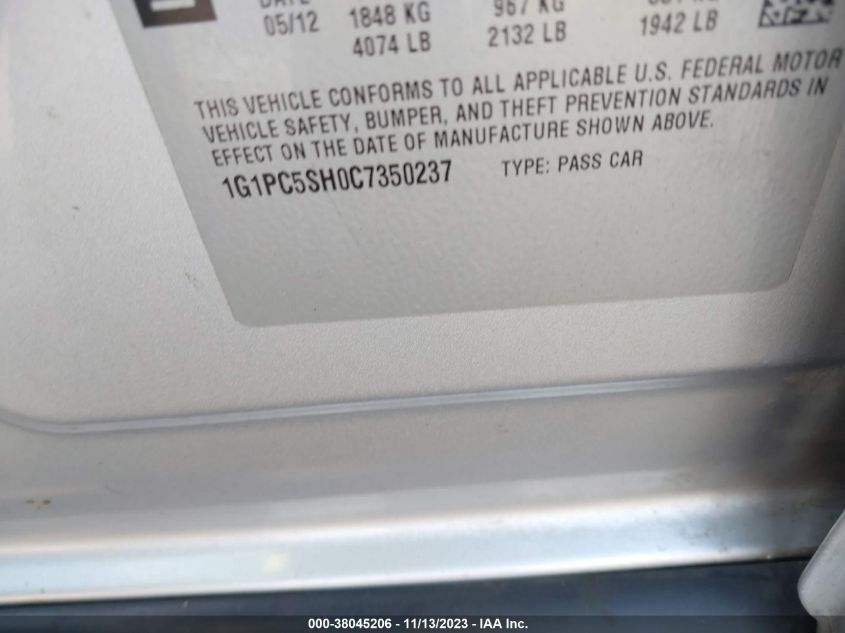 05/12 1848 KG 967 KG
4074 LB 2132 LB 1942 LB
THIS VEHICLE CONFORMS TO ALL APPLICABLE U.S. FEDERAL MOTOR
VEHICLE SAFETY, BUMPER, AND THEFT PREVENTION STANDARDS IN
EFFECT ON THE DATE OF MANUFACTURE SHOWN ABOVE.
1G1PC5SH0C7350237 TYPE: PASS CAR
000-38045206 - 11/13/2023 - IAA Inc.